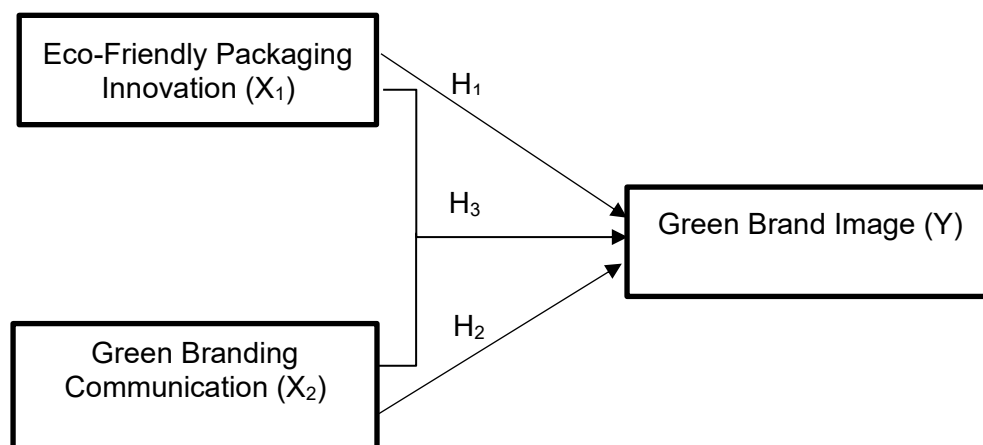 Eco-Friendly Packaging
Innovation (X₁)
H₁
Green Brand Image (Y)
H₃
H₂
Green Branding
Communication (X₂)